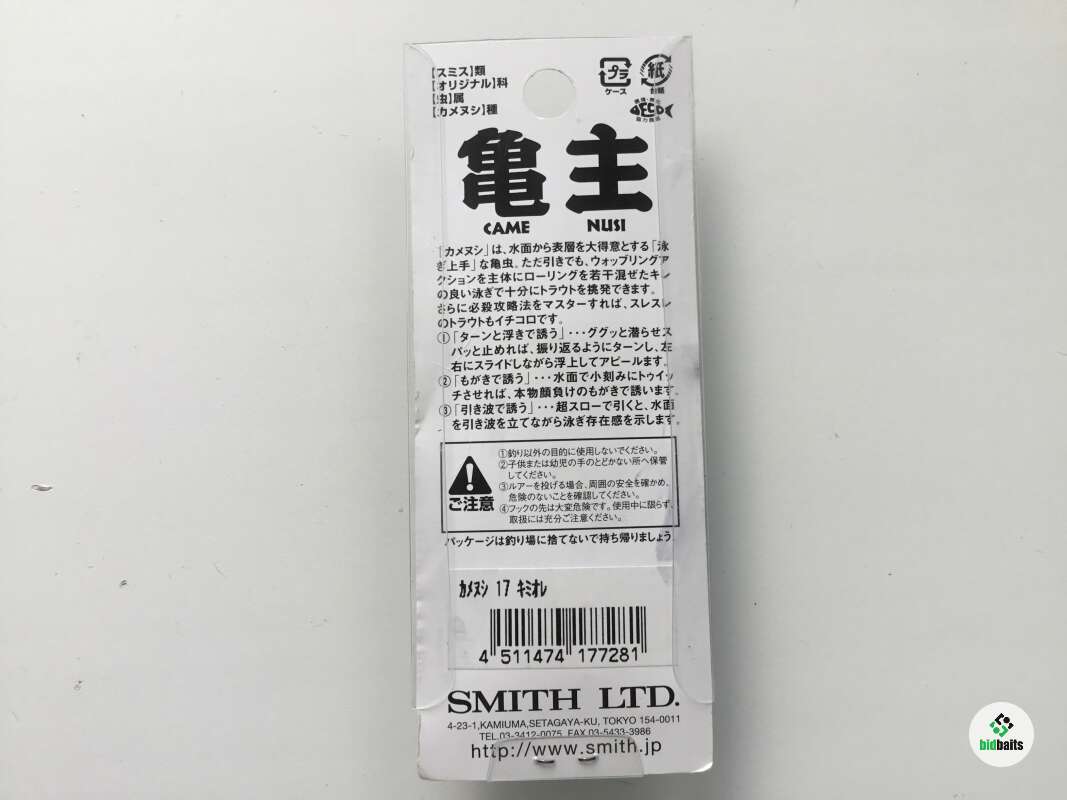 【スミス】類
【オリジナル】科
【虫】属
【カメヌシ】種
プラ
ケース
紙
台紙
ECO
亀主
CAME NUSI
「カメヌシ」は、水面から表層を大得意とする「泳
ぎ上手」な亀虫。ただ引きでも、ウォッブリングア
クションを主体にローリングを若干混ぜたキレ
の良い泳ぎで十分にトラウトを挑発できます。
さらに必殺攻略法をマスターすれば、スレスレ
のトラウトもイチコロです。
①「ターンと浮きで誘う」・・・ググッと潜らせス
パッと止めれば、振り返るようにターンし、左
右にスライドしながら浮上してアピールます。
②「もがきで誘う」・・・水面で小刻みにトゥイッ
チさせれば、本物顔負けのもがきで誘います。
③「引き波で誘う」・・・超スローで引くと、水面
を引き波を立てながら泳ぎ存在感を示します。
ご注意
①釣り以外の目的に使用しないでください。
②子供または幼児の手のとどかない所へ保管
してください。
③ルアーを投げる場合、周囲の安全を確かめ、
危険のないことを確認してください。
④フックの先は大変危険です。使用中に限らず、
取扱には充分ご注意ください。
パッケージは釣り場に捨てないで持ち帰りましょう。
カメヌシ 17 キミオレ
4 511474 177281
SMITH LTD.
4-23-1,KAMIUMA,SETAGAYA-KU, TOKYO 154-0011
TEL.03-3412-0075 FAX.03-5433-3986
http://www.smith.jp
bidbaits